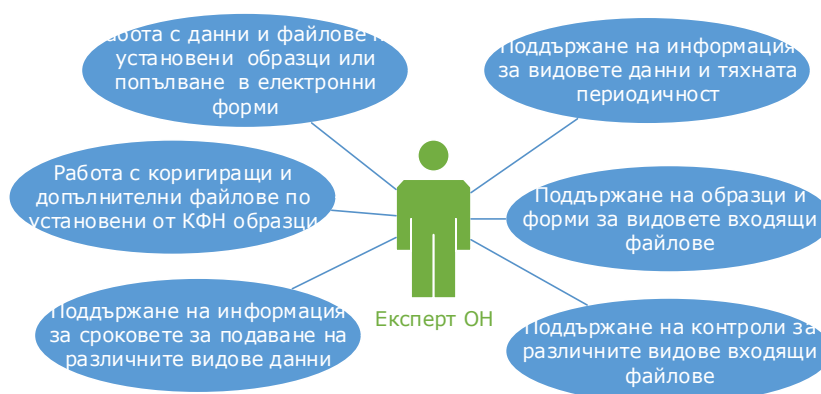 работа с данни и файлове по
установени образци или
попълване в електронни
форми
Работа с коригиращи и
допълнителни файлове по
установени от КФН образци
Поддържане на информация
за сроковете за подаване на
различните видове данни
Експерт ОН
Поддържане на информация
за видовете данни и тяхната
периодичност
Поддържане на образци и
форми за видовете входящи
файлове
Поддържане на контроли за
различните видове входящи
файлове